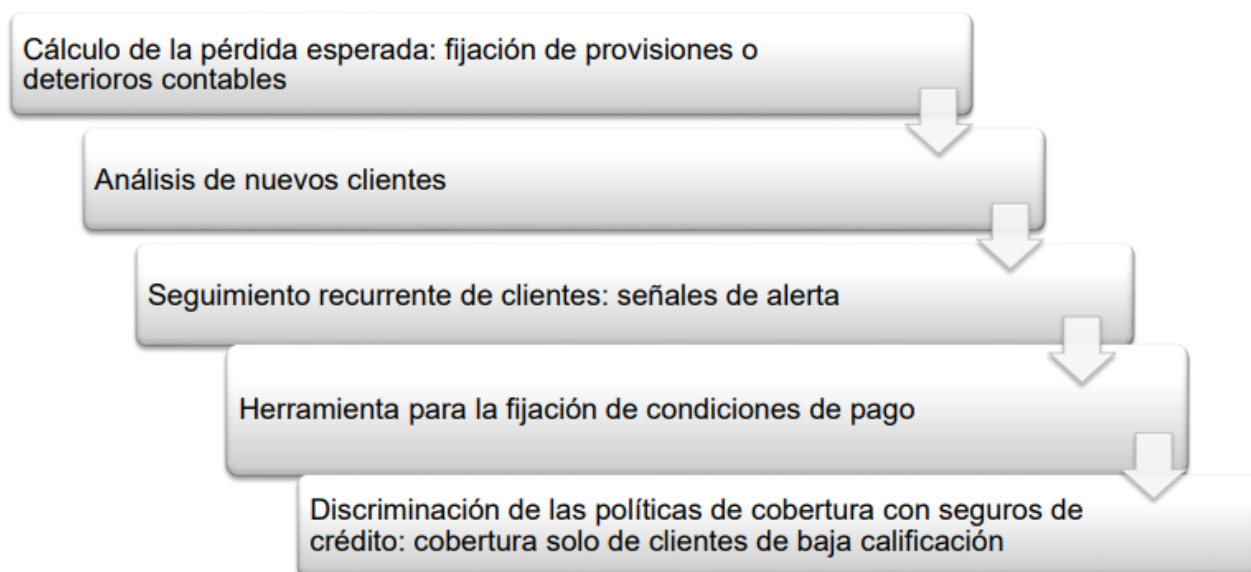 Cálculo de la pérdida esperada: fijación de provisiones o
deterioros contables
Análisis de nuevos clientes
Seguimiento recurrente de clientes: señales de alerta
Herramienta para la fijación de condiciones de pago
Discriminación de las políticas de cobertura con seguros de
crédito: cobertura solo de clientes de baja calificación